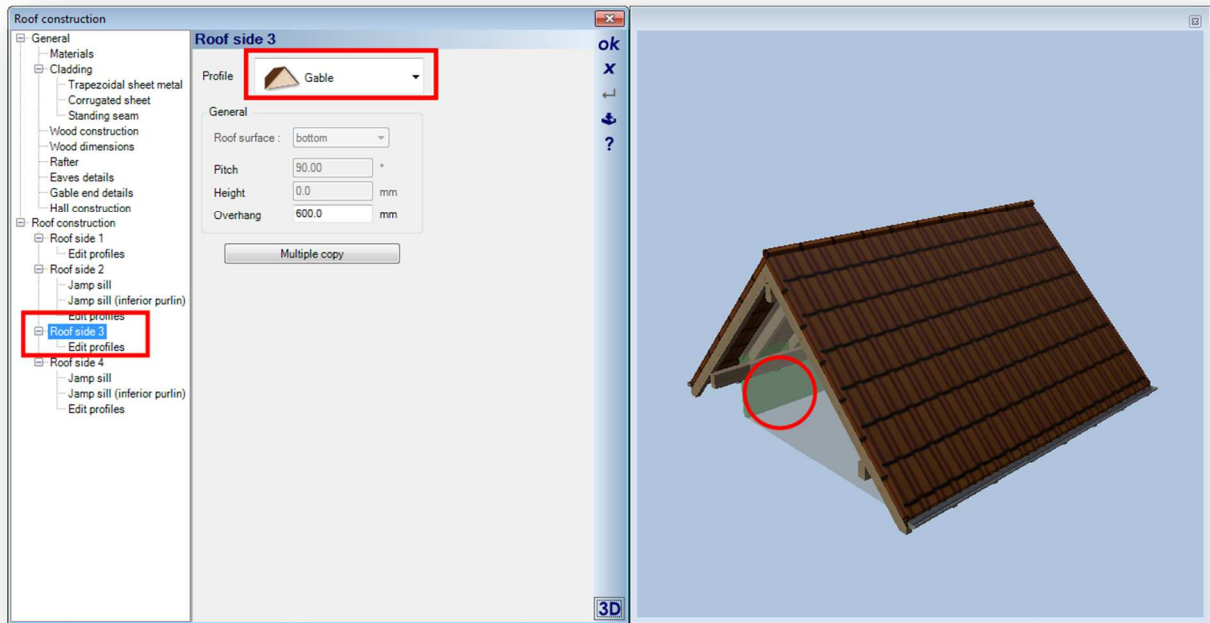 Roof construction
General
Materials
Cladding
Trapezoidal sheet metal
Corrugated sheet
Standing seam
Wood construction
Wood dimensions
Rafter
Eaves details
Gable end details
Hall construction
Roof construction
Roof side 1
Edit profiles
Roof side 2
Jamp sill
Jamp sill (inferior purlin)
Edit profiles
Roof side 3
Edit profiles
Roof side 4
Jamp sill
Jamp sill (inferior purlin)
Edit profiles
Roof side 3
Profile Gable
General
Roof surface : bottom
Pitch 90.00 °
Height 0.0 mm
Overhang 600.0 mm
Multiple copy
ok
x
?
3D